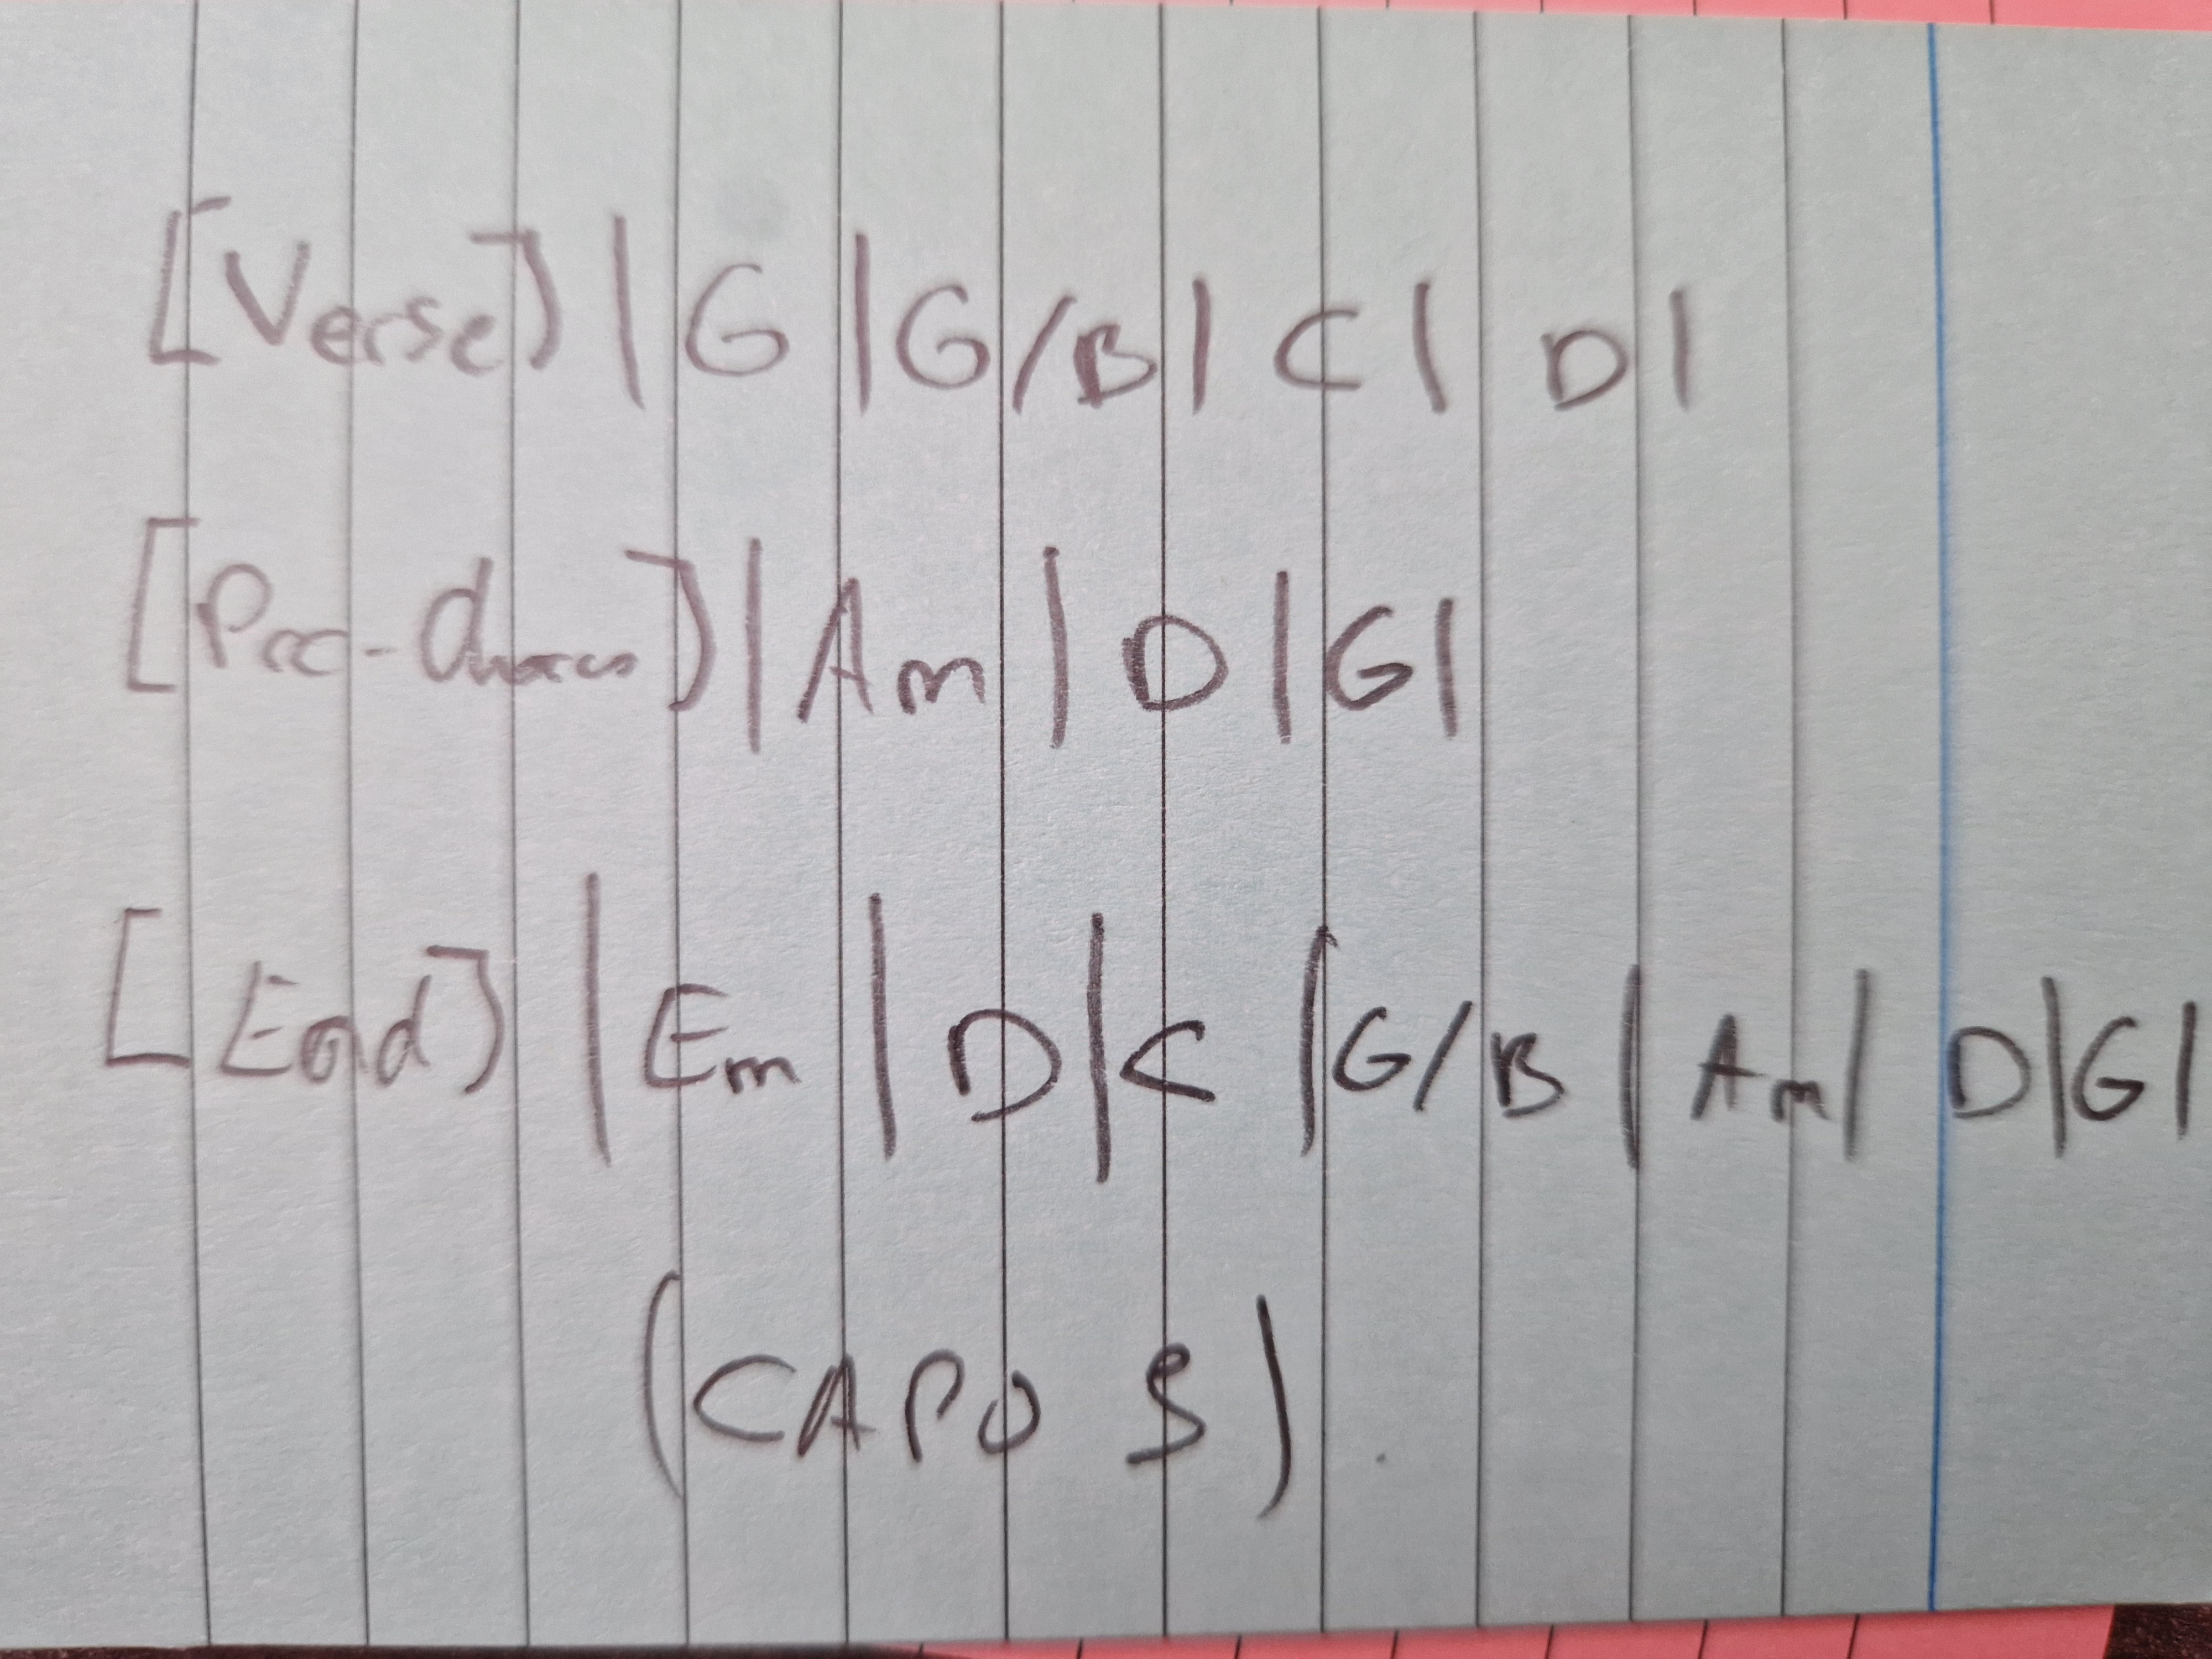 [Verse] | G | G/B | C | D |
[Pre-Chorus] | Am | D | G |
[End] | Em | D | C | G/B | Am | D | G |
(CAPO 5).